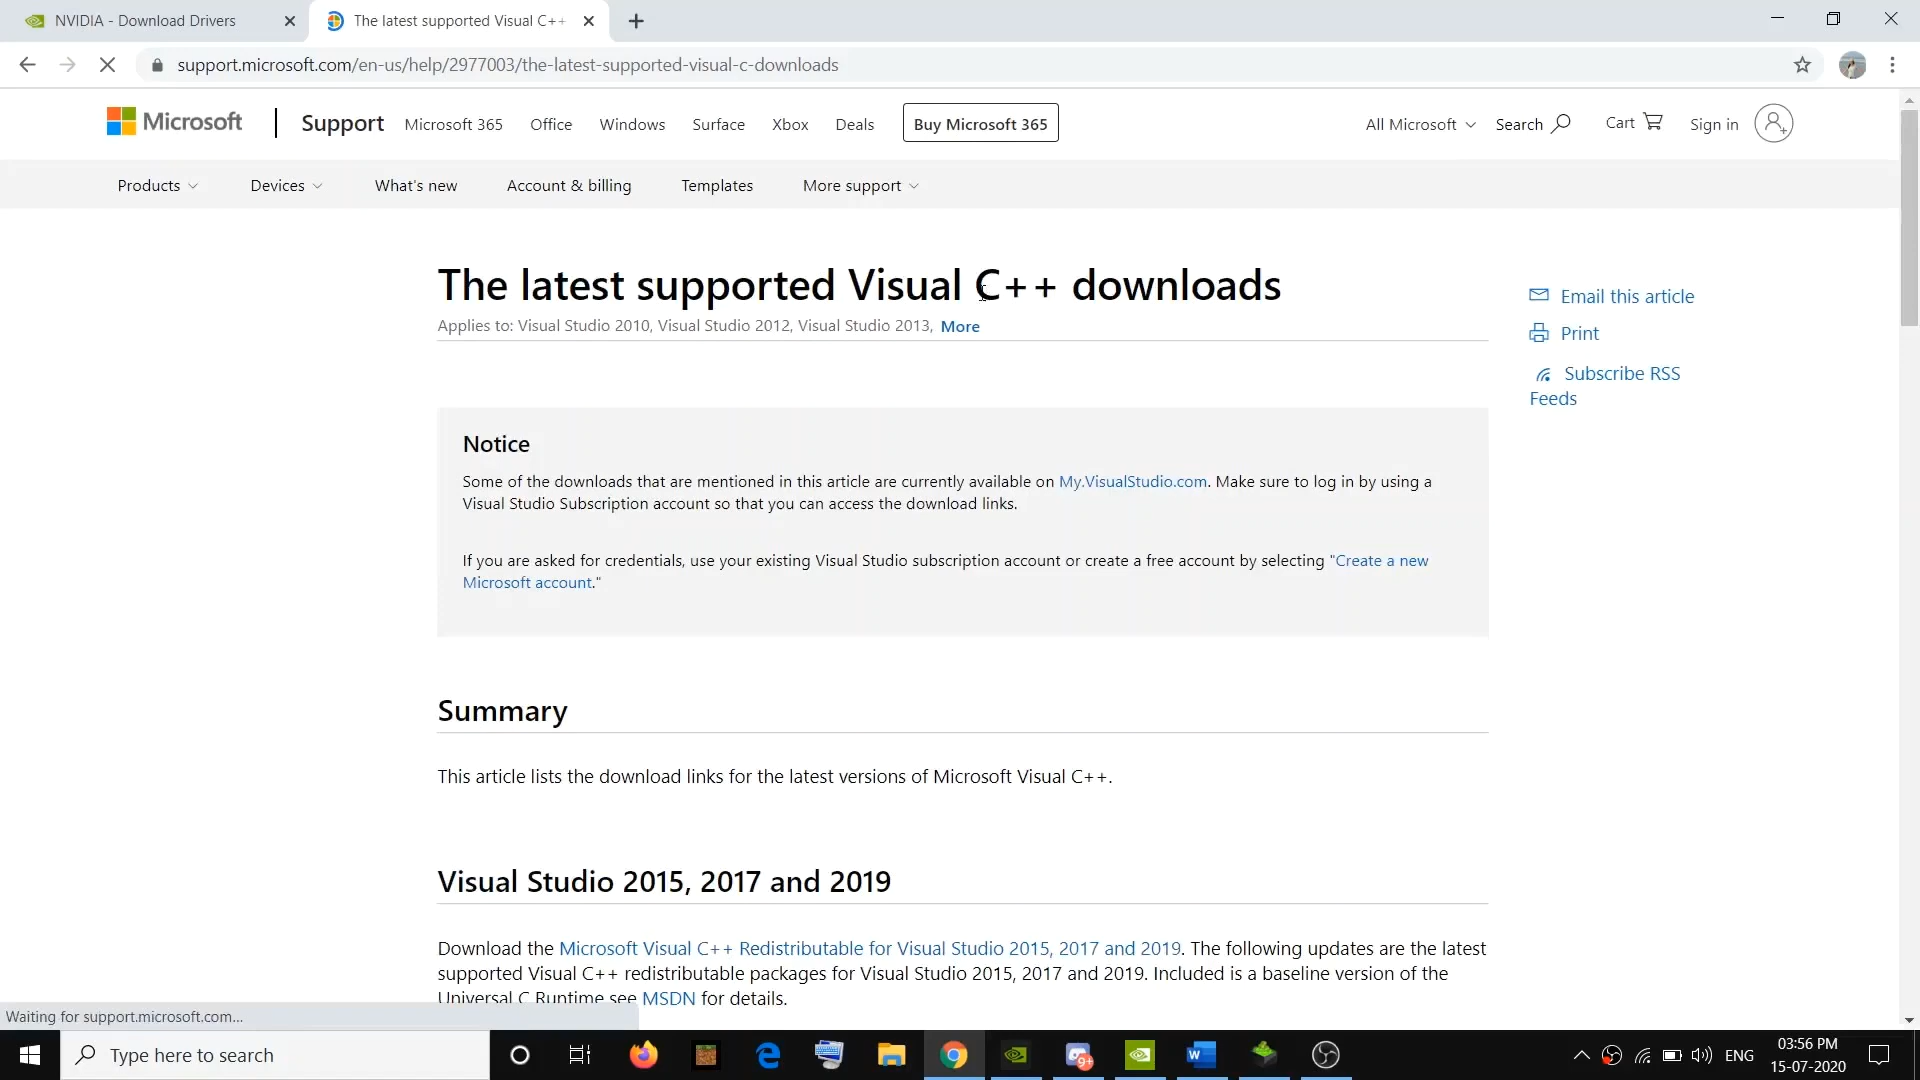 NVIDIA - Download Drivers
The latest supported Visual C++
support.microsoft.com/en-us/help/2977003/the-latest-supported-visual-c-downloads
Microsoft Support Microsoft 365 Office Windows Surface Xbox Deals Buy Microsoft 365 All Microsoft Search Cart Sign in
Products Devices What's new Account & billing Templates More support
The latest supported Visual C++ downloads
Applies to: Visual Studio 2010, Visual Studio 2012, Visual Studio 2013, More
Email this article
Print
Subscribe RSS
Feeds
Notice
Some of the downloads that are mentioned in this article are currently available on My.VisualStudio.com. Make sure to log in by using a
Visual Studio Subscription account so that you can access the download links.
If you are asked for credentials, use your existing Visual Studio subscription account or create a free account by selecting "Create a new
Microsoft account."
Summary
This article lists the download links for the latest versions of Microsoft Visual C++.
Visual Studio 2015, 2017 and 2019
Download the Microsoft Visual C++ Redistributable for Visual Studio 2015, 2017 and 2019. The following updates are the latest
supported Visual C++ redistributable packages for Visual Studio 2015, 2017 and 2019. Included is a baseline version of the
Universal C Runtime see MSDN for details.
Waiting for support.microsoft.com...
Type here to search
9+
ENG
03:56 PM
15-07-2020